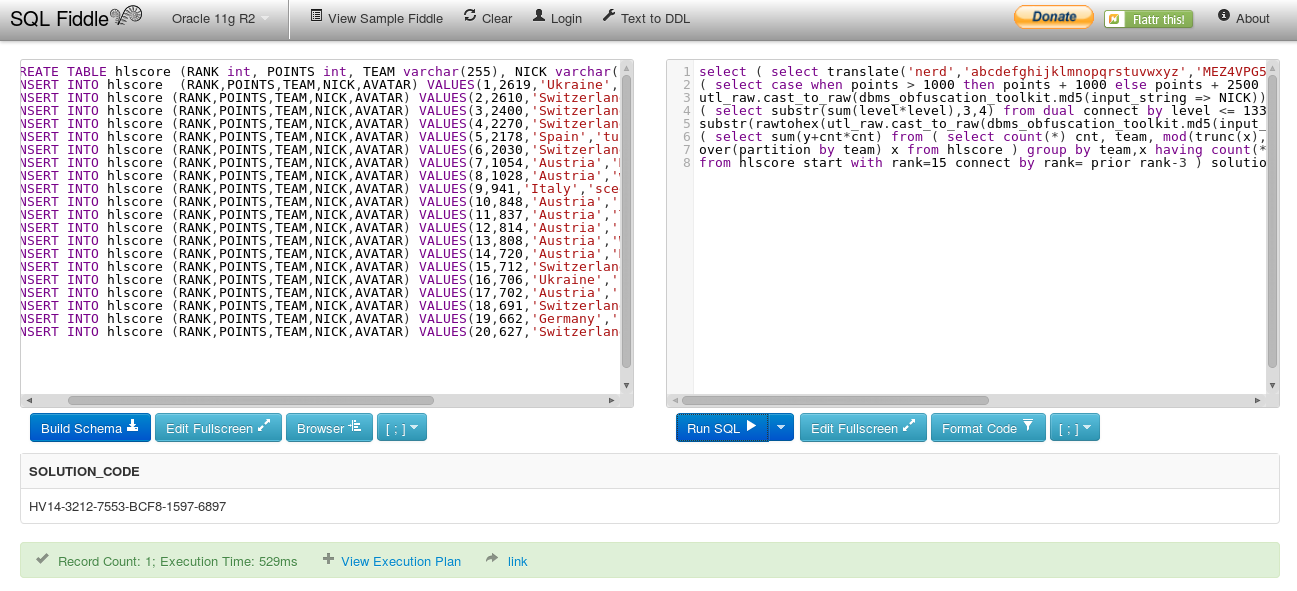 SQL Fiddle Oracle 11g R2 View Sample Fiddle Clear Login Text to DDL Donate Flattr this! About
REATE TABLE hlscore (RANK int, POINTS int, TEAM varchar(255), NICK varchar(
NSERT INTO hlscore  (RANK,POINTS,TEAM,NICK,AVATAR) VALUES(1,2619,'Ukraine',
NSERT INTO hlscore (RANK,POINTS,TEAM,NICK,AVATAR) VALUES(2,2610,'Switzerlan
NSERT INTO hlscore (RANK,POINTS,TEAM,NICK,AVATAR) VALUES(3,2400,'Switzerlan
NSERT INTO hlscore (RANK,POINTS,TEAM,NICK,AVATAR) VALUES(4,2270,'Switzerlan
NSERT INTO hlscore (RANK,POINTS,TEAM,NICK,AVATAR) VALUES(5,2178,'Spain','tu
NSERT INTO hlscore (RANK,POINTS,TEAM,NICK,AVATAR) VALUES(6,2030,'Switzerlan
NSERT INTO hlscore (RANK,POINTS,TEAM,NICK,AVATAR) VALUES(7,1054,'Austria','
NSERT INTO hlscore (RANK,POINTS,TEAM,NICK,AVATAR) VALUES(8,1028,'Austria','
NSERT INTO hlscore (RANK,POINTS,TEAM,NICK,AVATAR) VALUES(9,941,'Italy','sce
NSERT INTO hlscore (RANK,POINTS,TEAM,NICK,AVATAR) VALUES(10,848,'Austria','
NSERT INTO hlscore (RANK,POINTS,TEAM,NICK,AVATAR) VALUES(11,837,'Austria','
NSERT INTO hlscore (RANK,POINTS,TEAM,NICK,AVATAR) VALUES(12,814,'Austria','
NSERT INTO hlscore (RANK,POINTS,TEAM,NICK,AVATAR) VALUES(13,808,'Austria','
NSERT INTO hlscore (RANK,POINTS,TEAM,NICK,AVATAR) VALUES(14,720,'Austria','
NSERT INTO hlscore (RANK,POINTS,TEAM,NICK,AVATAR) VALUES(15,712,'Switzerlan
NSERT INTO hlscore (RANK,POINTS,TEAM,NICK,AVATAR) VALUES(16,706,'Ukraine','
NSERT INTO hlscore (RANK,POINTS,TEAM,NICK,AVATAR) VALUES(17,702,'Austria','
NSERT INTO hlscore (RANK,POINTS,TEAM,NICK,AVATAR) VALUES(18,691,'Switzerlan
NSERT INTO hlscore (RANK,POINTS,TEAM,NICK,AVATAR) VALUES(19,662,'Germany','
NSERT INTO hlscore (RANK,POINTS,TEAM,NICK,AVATAR) VALUES(20,627,'Switzerlan
1 select ( select translate('nerd','abcdefghijklmnopqrstuvwxyz','MEZ4VPG5
2 ( select case when points > 1000 then points + 1000 else points + 2500
3 utl_raw.cast_to_raw(dbms_obfuscation_toolkit.md5(input_string => NICK))
4 ( select substr(sum(level*level),3,4) from dual connect by level <= 133
5 substr(rawtohex(utl_raw.cast_to_raw(dbms_obfuscation_toolkit.md5(input_
6 ( select sum(y+cnt*cnt) from ( select count(*) cnt, team, mod(trunc(x),
7 over(partition by team) x from hlscore ) group by team,x having count(*
8 from hlscore start with rank=15 connect by rank= prior rank-3 ) solutio
Build Schema Edit Fullscreen Browser [ ; ]
Run SQL Edit Fullscreen Format Code [ ; ]
SOLUTION_CODE
HV14-3212-7553-BCF8-1597-6897
Record Count: 1; Execution Time: 529ms View Execution Plan link